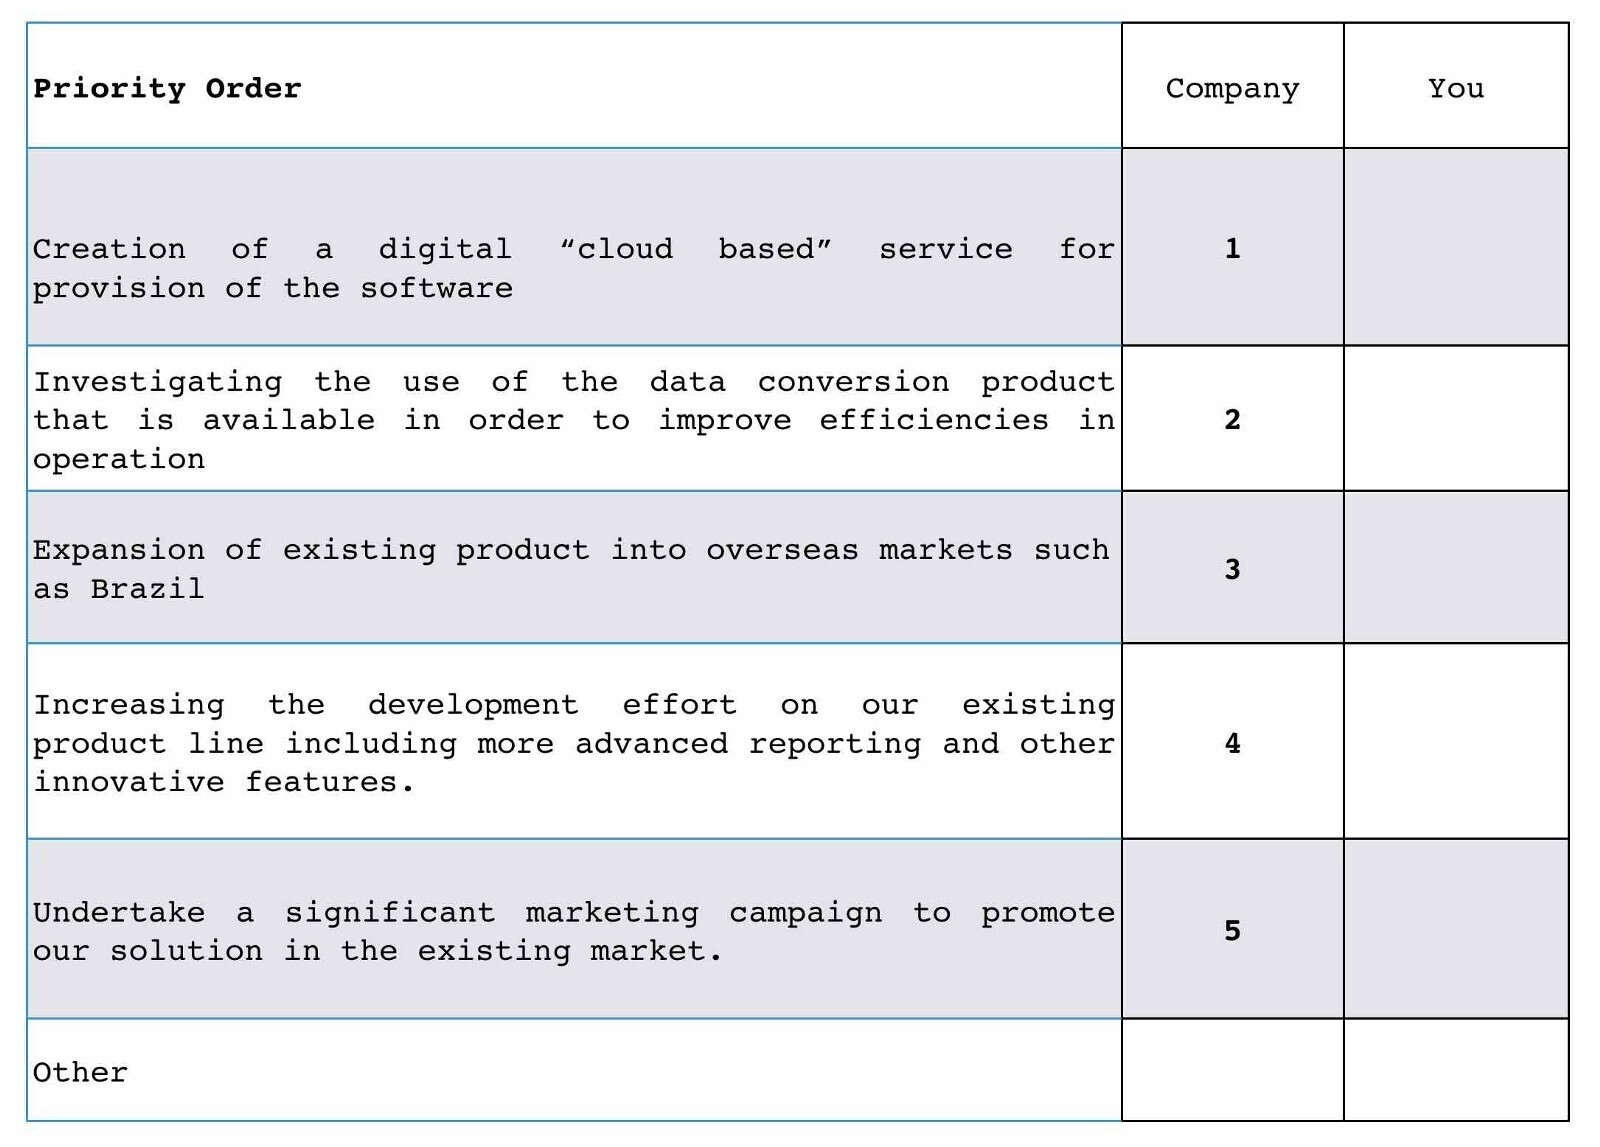 Priority Order Company You
Creation of a digital “cloud based” service for
provision of the software
1
Investigating the use of the data conversion product
that is available in order to improve efficiencies in
operation
2
Expansion of existing product into overseas markets such
as Brazil
3
Increasing the development effort on our existing
product line including more advanced reporting and other
innovative features.
4
Undertake a significant marketing campaign to promote
our solution in the existing market.
5
Other